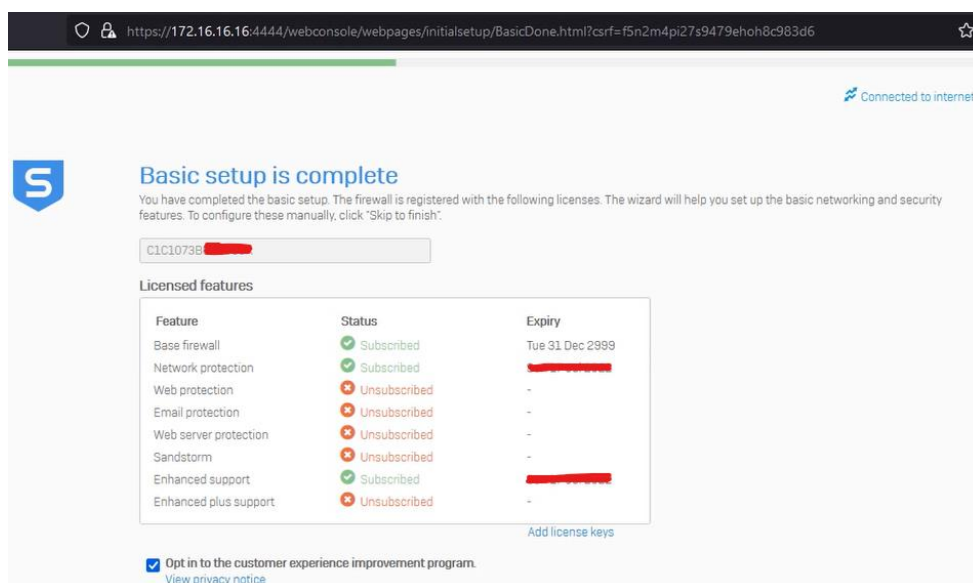 https://172.16.16.16:4444/webconsole/webpages/initialsetup/BasicDone.html?csrf=f5n2m4pi27s9479ehoh8c983d6
Connected to internet
S
Basic setup is complete
You have completed the basic setup. The firewall is registered with the following licenses. The wizard will help you set up the basic networking and security
features. To configure these manually, click "Skip to finish".
C1C1073B
Licensed features
Feature Status Expiry
Base firewall Subscribed Tue 31 Dec 2999
Network protection Subscribed
Web protection Unsubscribed -
Email protection Unsubscribed -
Web server protection Unsubscribed -
Sandstorm Unsubscribed -
Enhanced support Subscribed
Enhanced plus support Unsubscribed -
Add license keys
Opt in to the customer experience improvement program.
View privacy notice